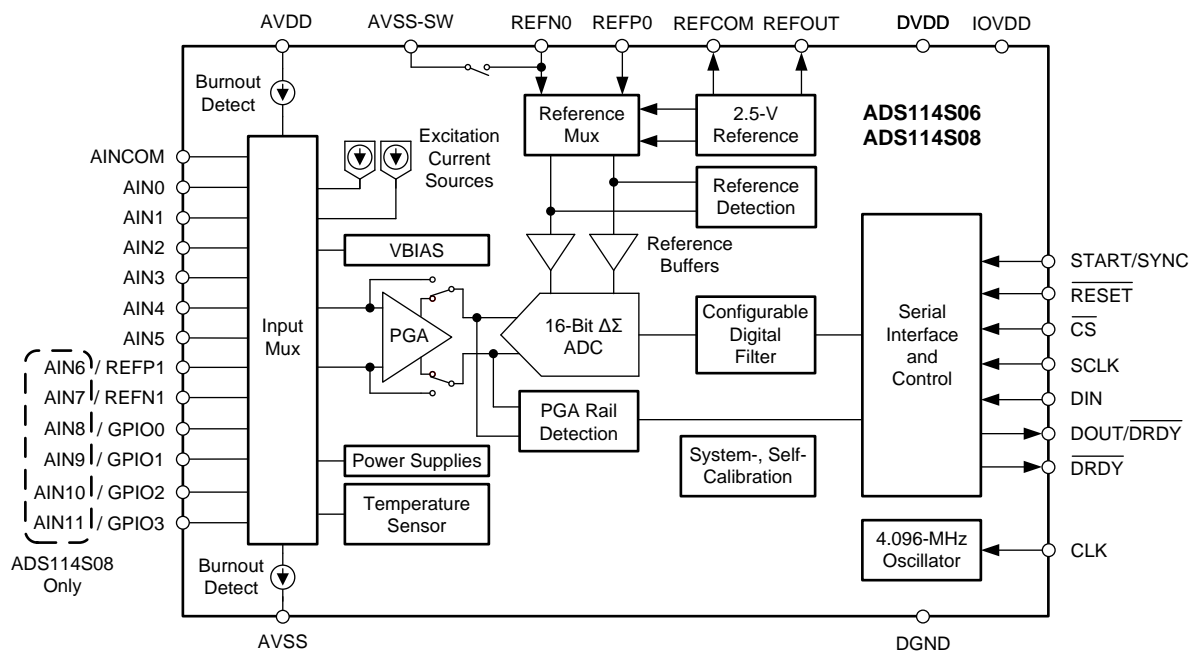 AVDD
AVSS-SW
REFN0
REFP0
REFCOM
REFOUT
DVDD
IOVDD
Burnout
Detect
Reference
Mux
2.5-V
Reference
ADS114S06
ADS114S08
Excitation
Current
Sources
Reference
Detection
AINCOM
AIN0
AIN1
AIN2
AIN3
AIN4
AIN5
AIN6 / REFP1
AIN7 / REFN1
AIN8 / GPIO0
AIN9 / GPIO1
AIN10 / GPIO2
AIN11 / GPIO3
ADS114S08
Only
Input
Mux
VBIAS
Reference
Buffers
PGA
16-Bit ΔΣ
ADC
Configurable
Digital
Filter
Serial
Interface
and
Control
START/SYNC
RESET
CS
SCLK
DIN
DOUT/DRDY
DRDY
PGA Rail
Detection
System-, Self-
Calibration
Power Supplies
Temperature
Sensor
4.096-MHz
Oscillator
CLK
Burnout
Detect
AVSS
DGND